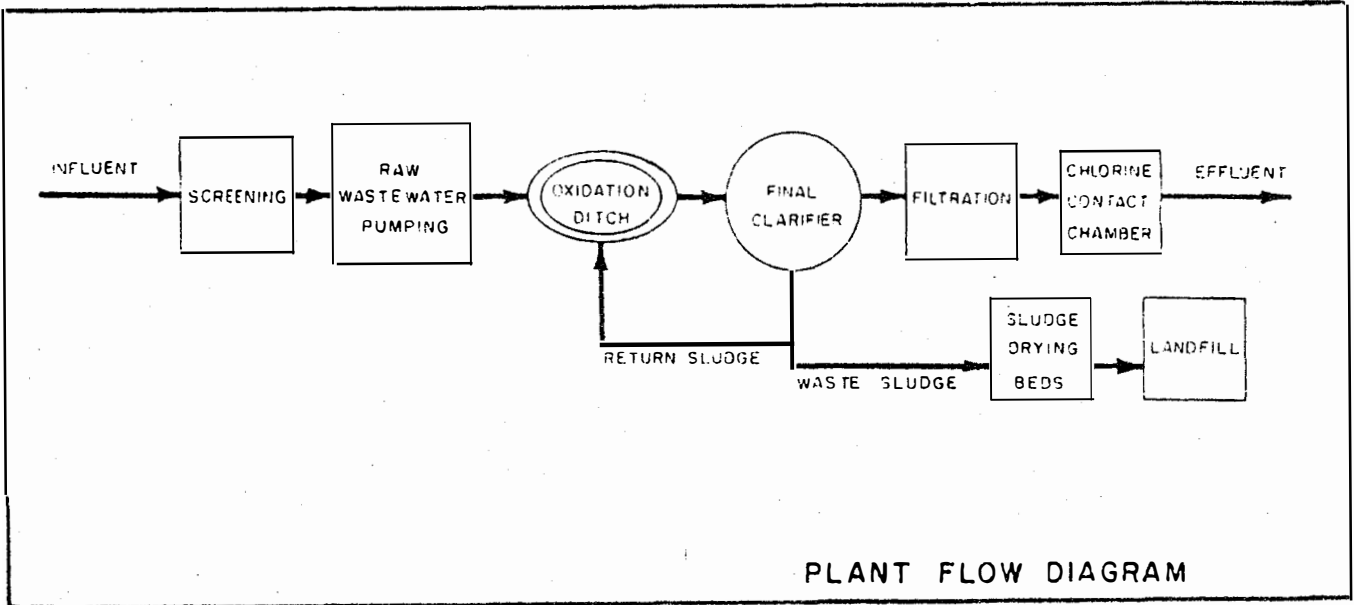 INFLUENT
SCREENING
RAW
WASTEWATER
PUMPING
OXIDATION
DITCH
FINAL
CLARIFIER
FILTRATION
CHLORINE
CONTACT
CHAMBER
EFFLUENT
RETURN SLUDGE
WASTE SLUDGE
SLUDGE
DRYING
BEDS
LANDFILL
PLANT FLOW DIAGRAM